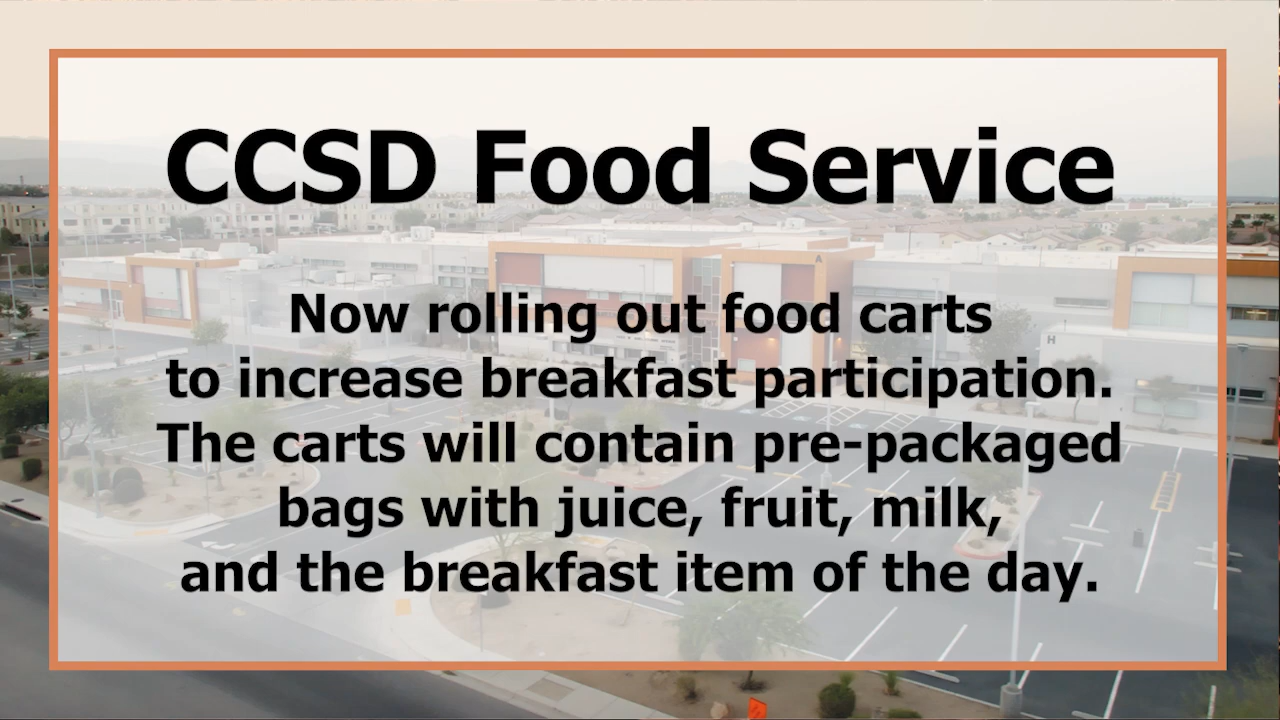 CCSD Food Service
Now rolling out food carts
to increase breakfast participation.
The carts will contain pre-packaged
bags with juice, fruit, milk,
and the breakfast item of the day.
A
H